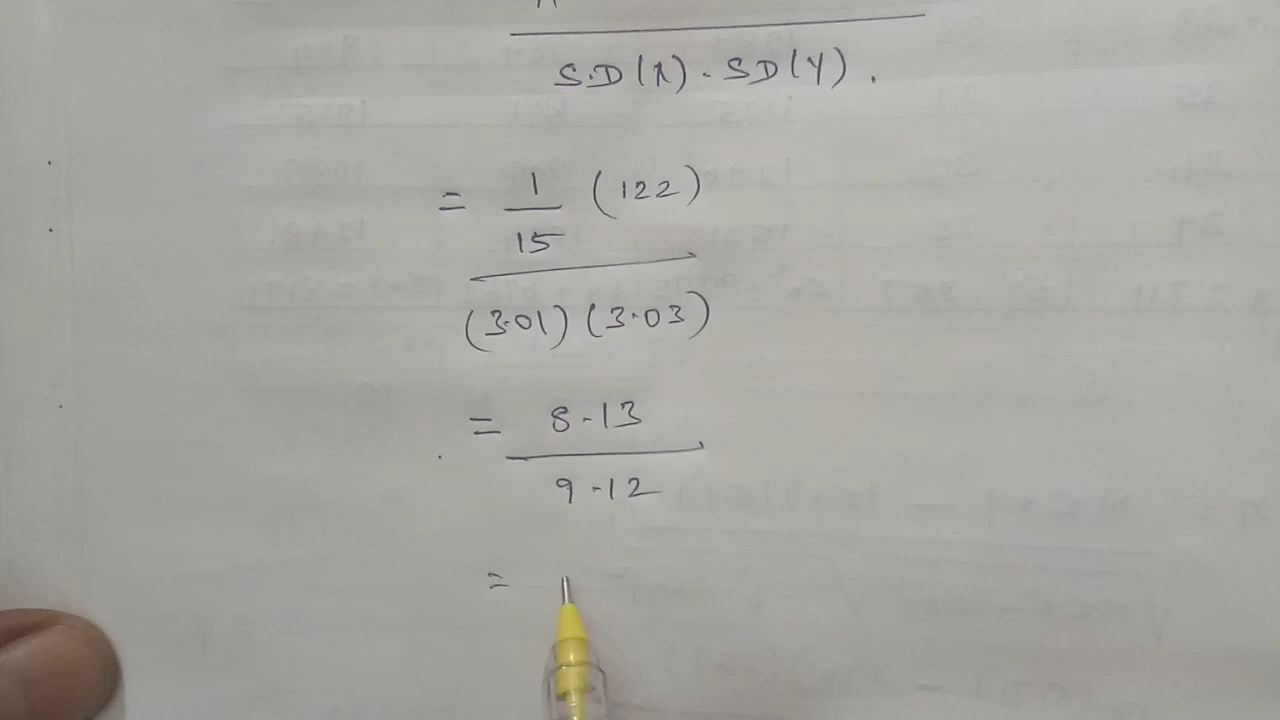 S.D(X) . SD(Y) .
= 1 (122)
15
(3.01) (3.03)
= 8.13
9.12
=